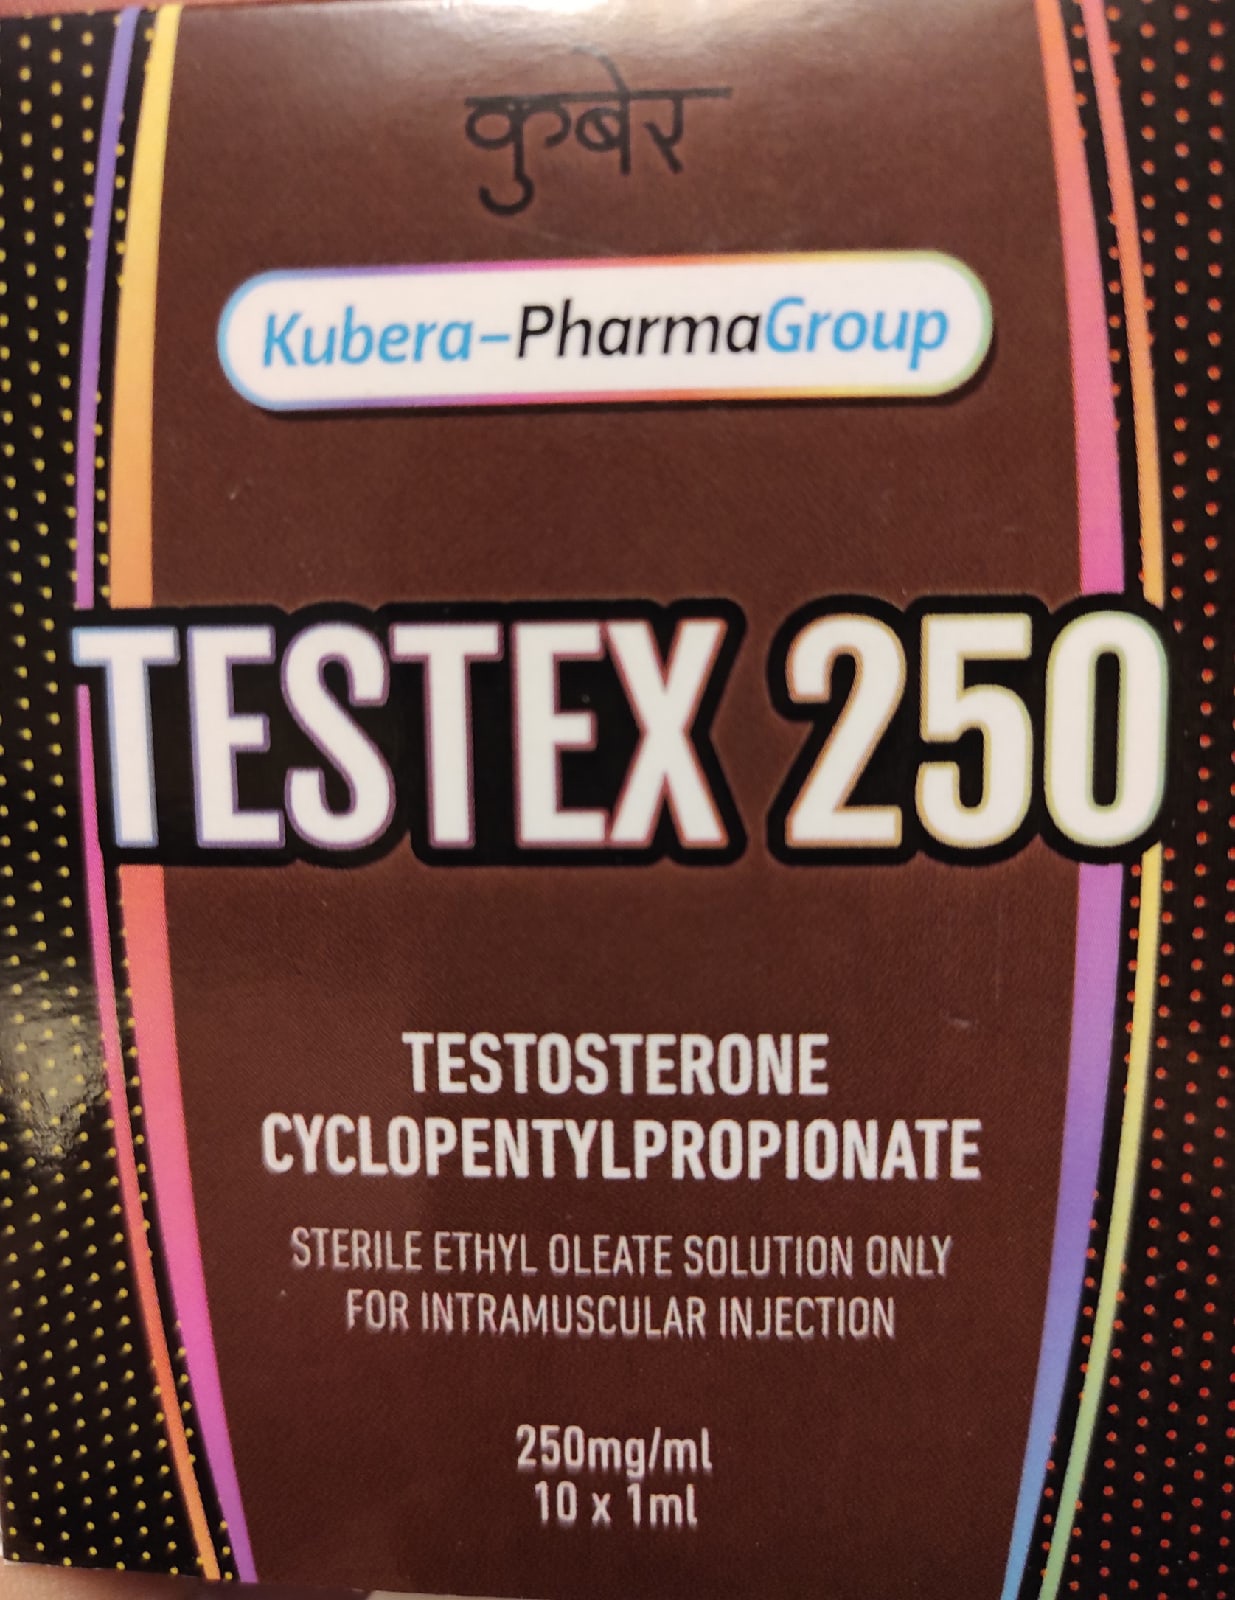 कुबेर
Kubera-PharmaGroup
TESTEX 250
TESTOSTERONE
CYCLOPENTYLPROPIONATE
STERILE ETHYL OLEATE SOLUTION ONLY
FOR INTRAMUSCULAR INJECTION
250mg/ml
10 x 1ml